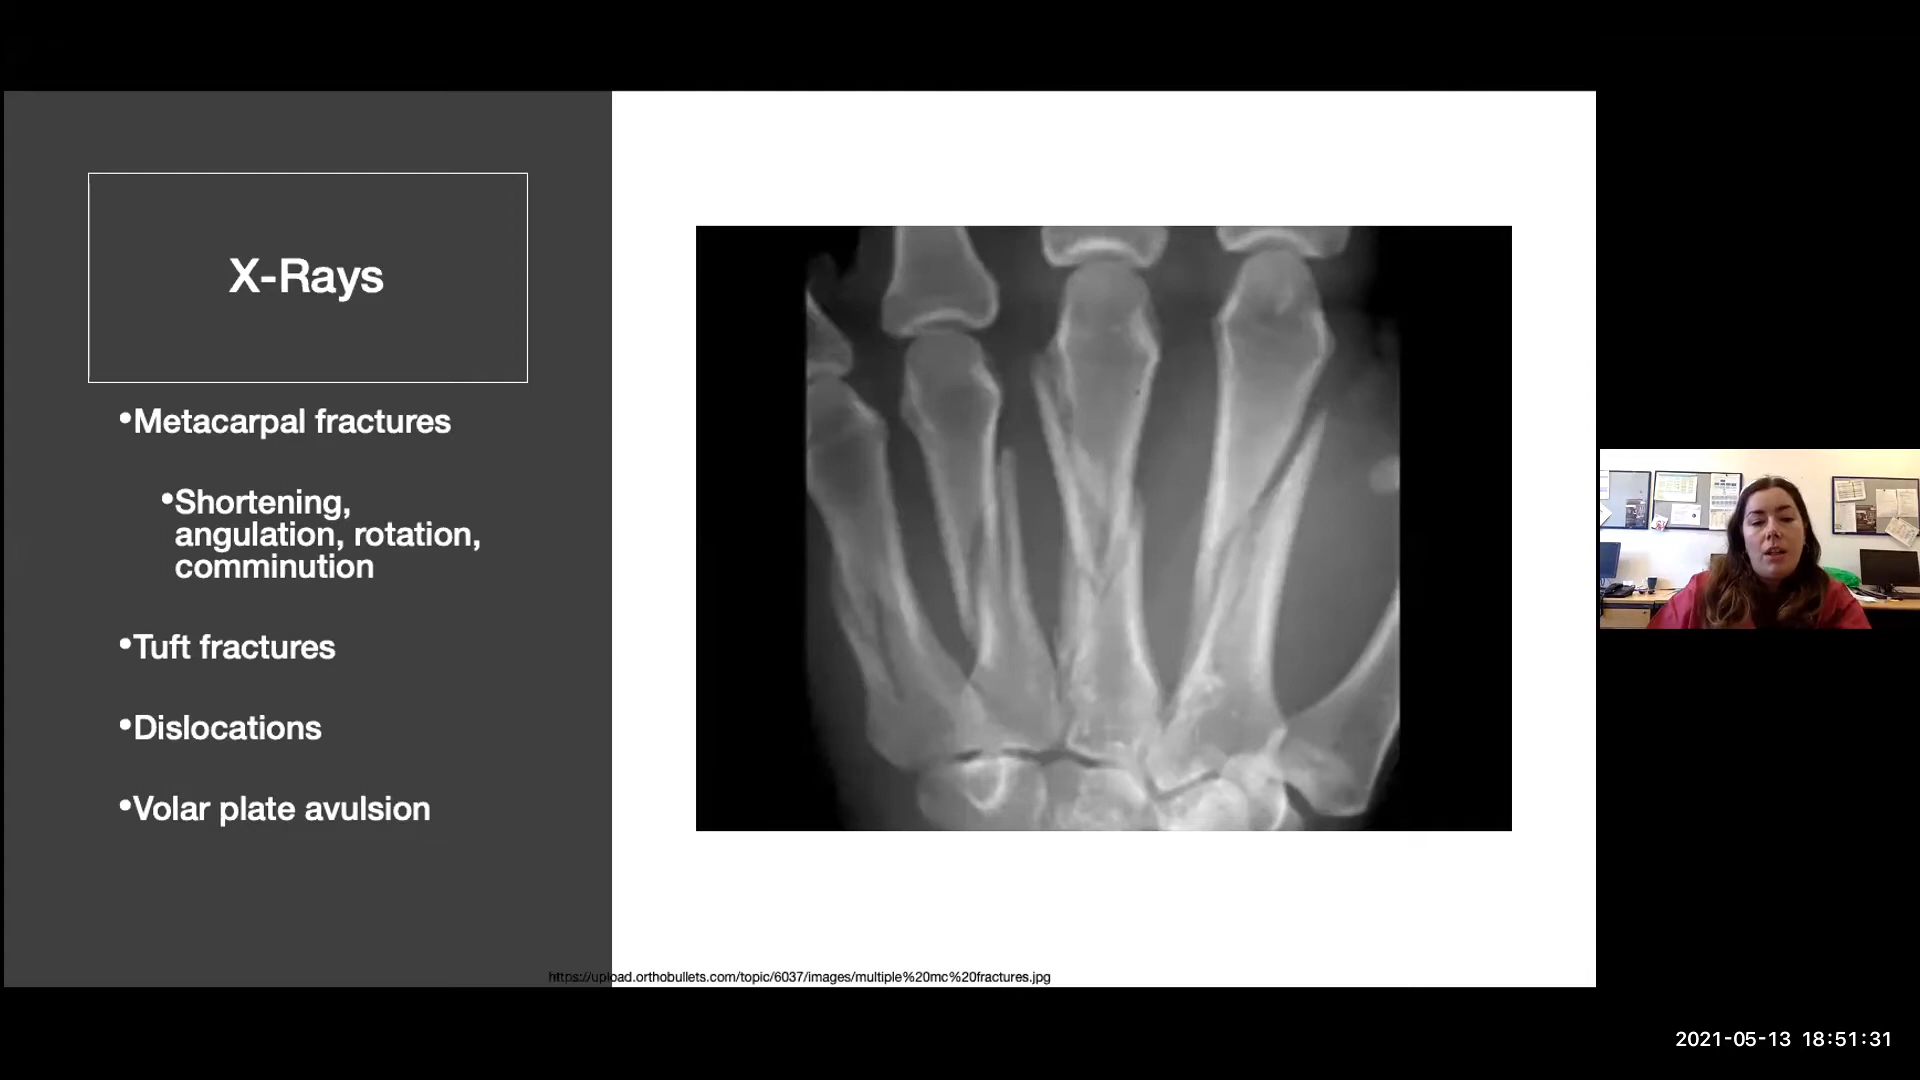 X-Rays
•Metacarpal fractures
•Shortening,
angulation, rotation,
comminution
•Tuft fractures
•Dislocations
•Volar plate avulsion
https://upload.orthobullets.com/topic/6037/images/multiple%20mc%20fractures.jpg
2021-05-13 18:51:31